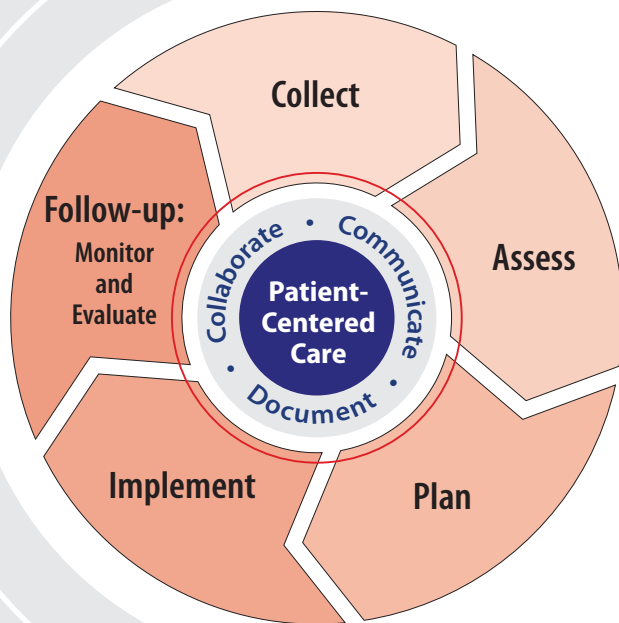 Collect
Assess
Plan
Implement
Follow-up:
Monitor
and
Evaluate
Collaborate • Communicate • Document •
Patient-
Centered
Care